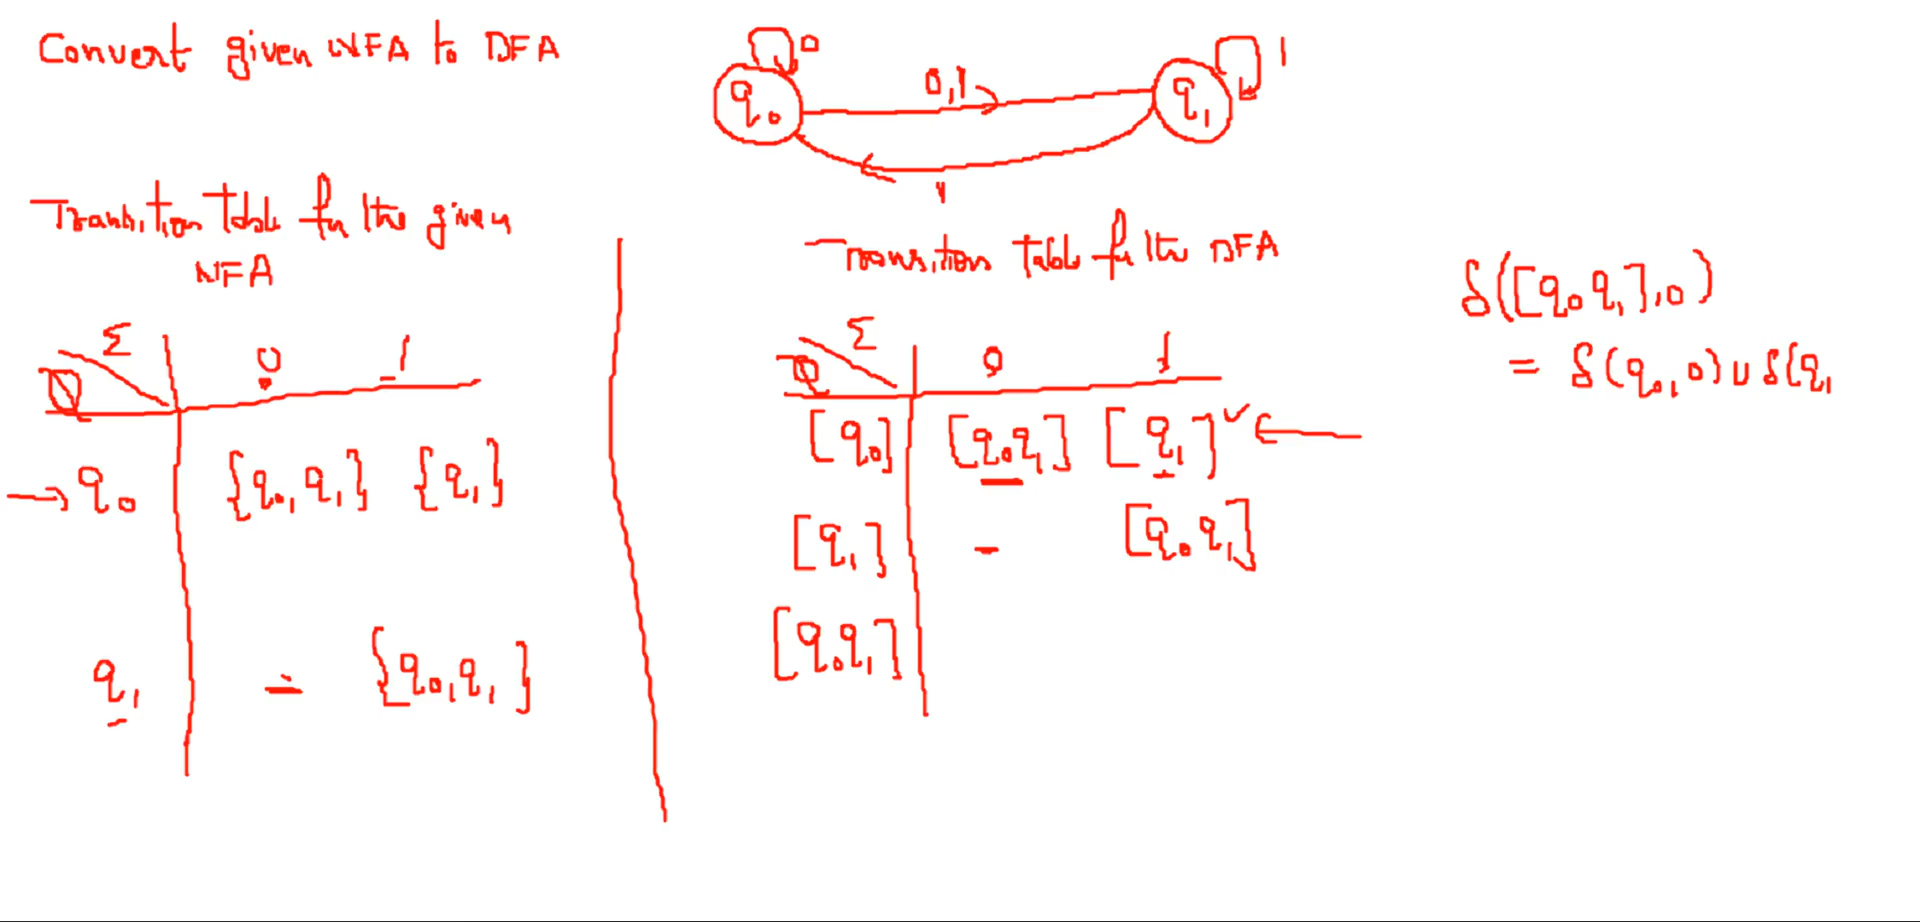 Convert given NFA to DFA
0
1
q0
0,1
q1
1
Transition Table for the given
NFA
Transition Table for the DFA
δ([q0q1],0)
= δ(q0,0)∪δ(q1
Σ
Q
0
1
→q0 {q0,q1} {q1}
q1 - {q0,q1}
Σ
Q
0
1
[q0] [q0q1] [q1]
[q1] - [q0q1]
[q0q1]